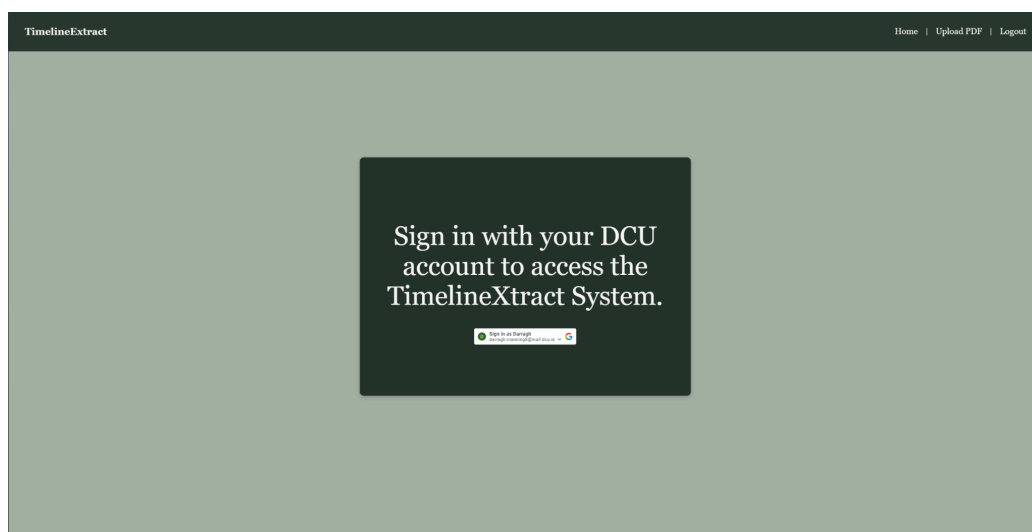 TimelineExtract
Home | Upload PDF | Logout
Sign in with your DCU
account to access the
TimelineXtract System.
Sign in as Darragh